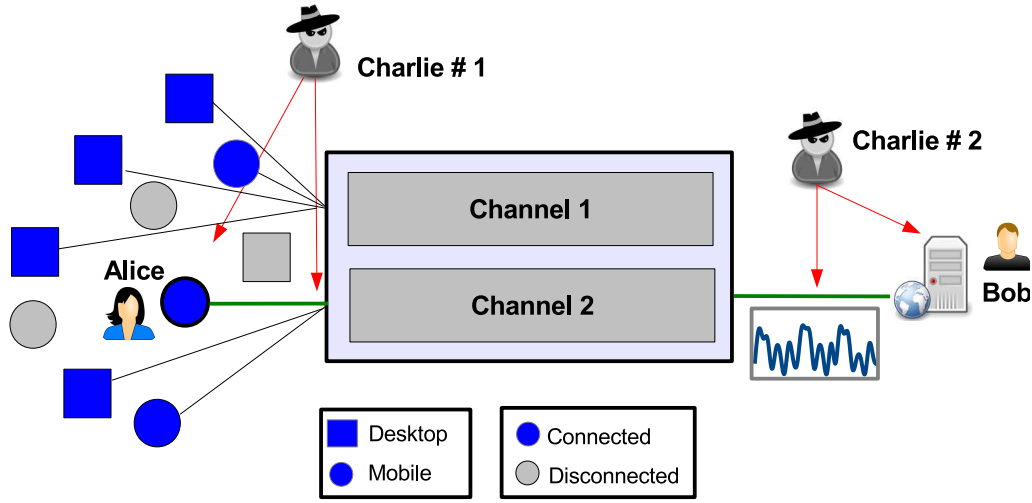 Charlie # 1
Charlie # 2
Channel 1
Alice
Channel 2
Bob
Desktop
Mobile
Connected
Disconnected